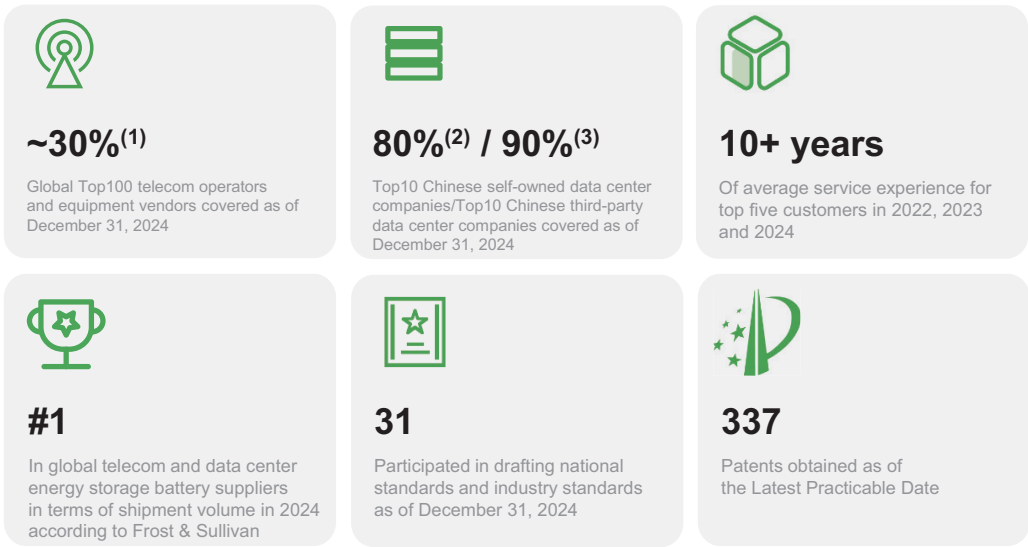 ~30%(1)
Global Top100 telecom operators
and equipment vendors covered as of
December 31, 2024
80%(2) / 90%(3)
Top10 Chinese self-owned data center
companies/Top10 Chinese third-party
data center companies covered as of
December 31, 2024
10+ years
Of average service experience for
top five customers in 2022, 2023
and 2024
#1
In global telecom and data center
energy storage battery suppliers
in terms of shipment volume in 2024
according to Frost & Sullivan
31
Participated in drafting national
standards and industry standards
as of December 31, 2024
337
Patents obtained as of
the Latest Practicable Date